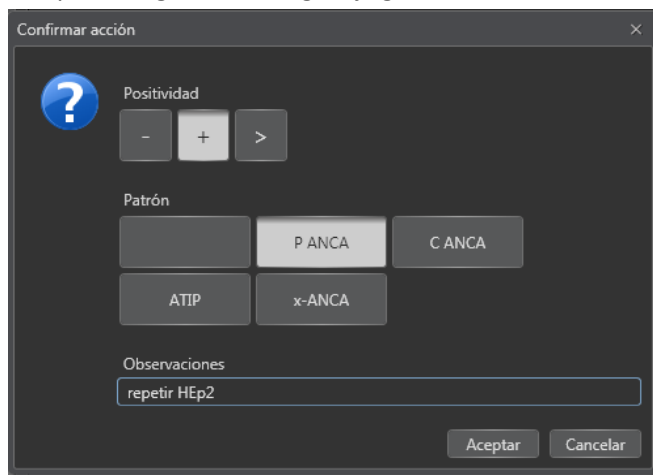 Confirmar acción ×
?
Positividad
- + >
Patrón
P ANCA C ANCA
ATIP x-ANCA
Observaciones
repetir HEp2
Aceptar Cancelar